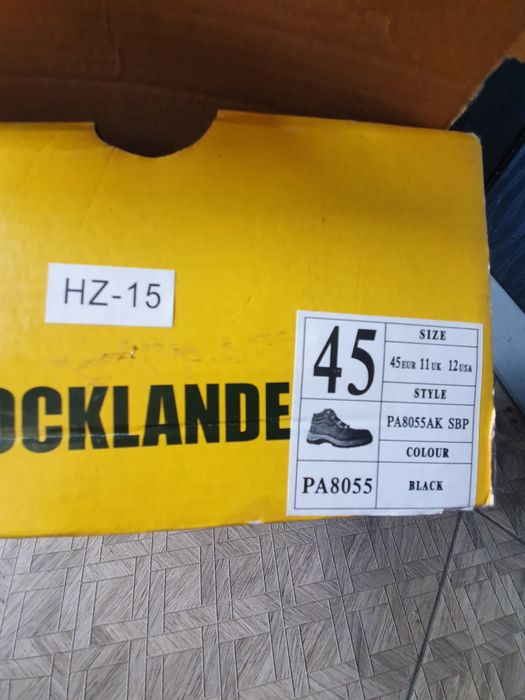 HZ-15
OCKLANDE
45
SIZE
45EUR 11UK 12USA
STYLE
PA8055AK SBP
COLOUR
PA8055
BLACK